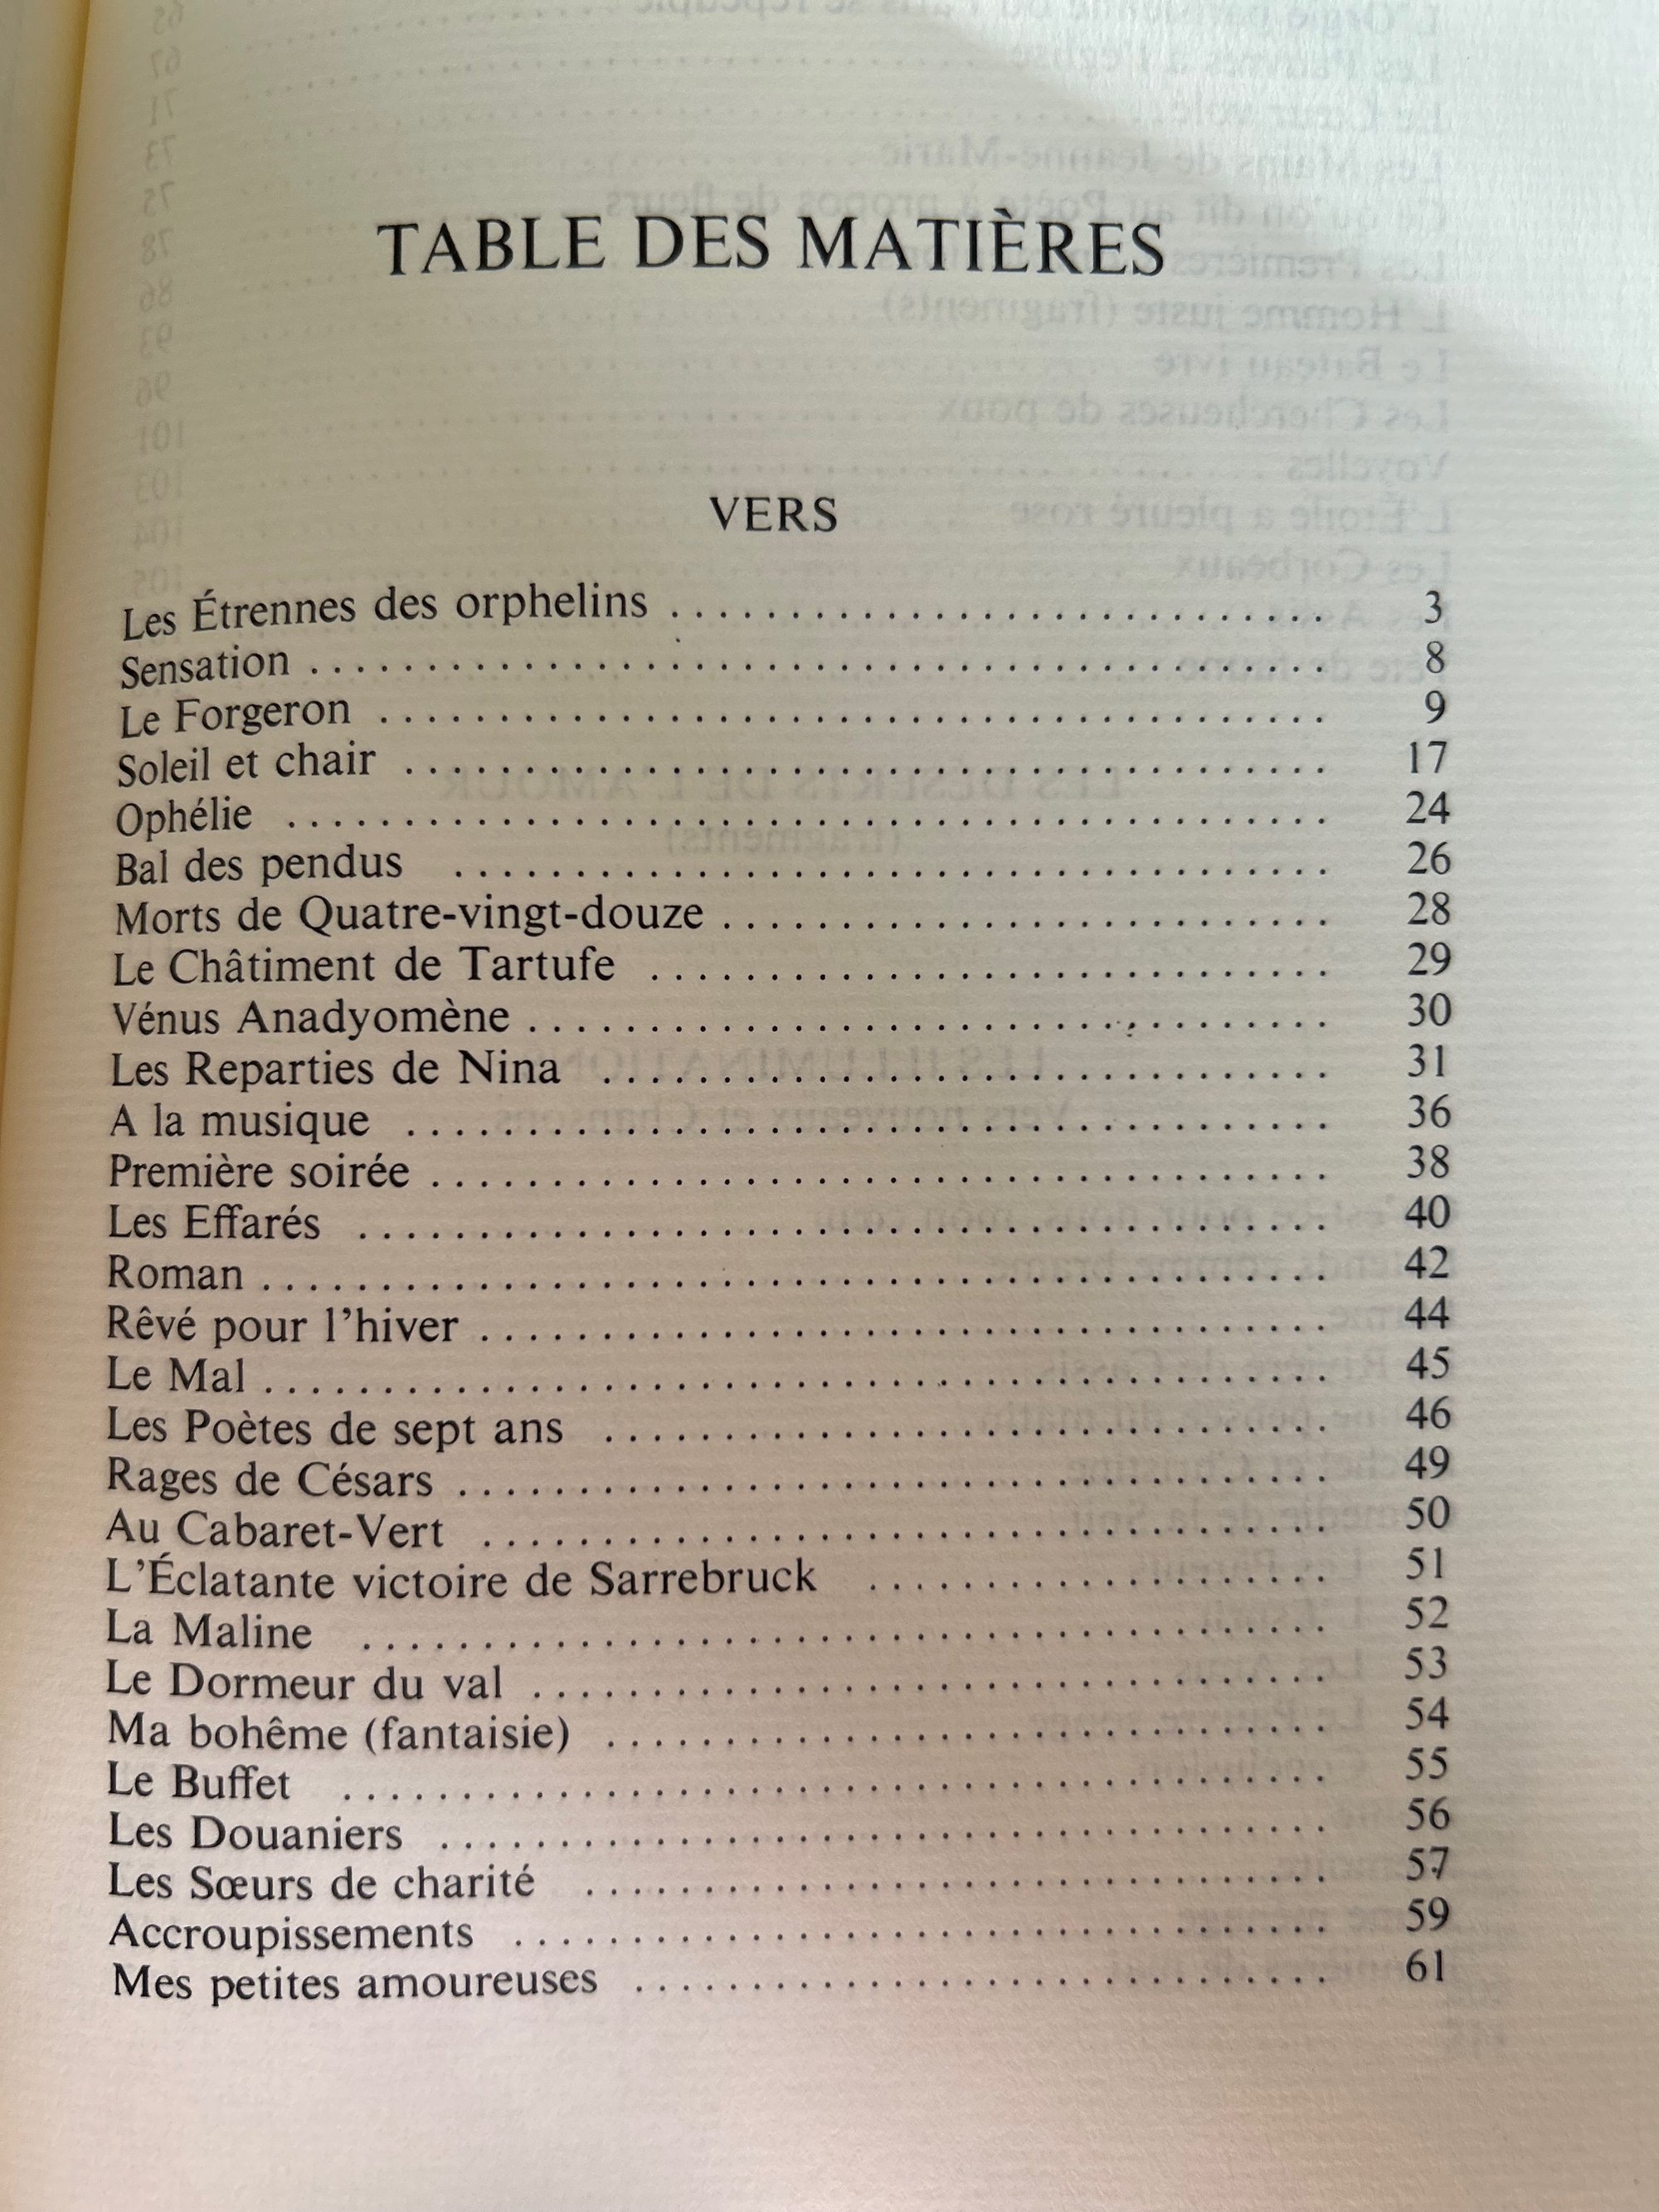 TABLE DES MATIÈRES
VERS
Les Étrennes des orphelins ........................... 3
Sensation .......................................... 8
Le Forgeron ....................................... 9
Soleil et chair ...................................... 17
Ophélie ........................................... 24
Bal des pendus .................................... 26
Morts de Quatre-vingt-douze ......................... 28
Le Châtiment de Tartufe ............................ 29
Vénus Anadyomène ................................. 30
Les Reparties de Nina .............................. 31
A la musique ...................................... 36
Première soirée ..................................... 38
Les Effarés ........................................ 40
Roman ............................................ 42
Rêvé pour l'hiver ................................... 44
Le Mal ............................................ 45
Les Poètes de sept ans .............................. 46
Rages de Césars .................................... 49
Au Cabaret-Vert ................................... 50
L'Éclatante victoire de Sarrebruck ................... 51
La Maline ........................................ 52
Le Dormeur du val ................................. 53
Ma bohême (fantaisie) .............................. 54
Le Buffet ......................................... 55
Les Douaniers ..................................... 56
Les Sœurs de charité ............................... 57
Accroupissements .................................. 59
Mes petites amoureuses ............................. 61